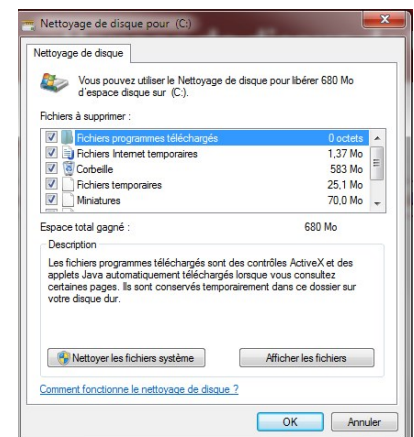 Nettoyage de disque pour (C:)
Nettoyage de disque
Vous pouvez utiliser le Nettoyage de disque pour libérer 680 Mo
d'espace disque sur (C:).
Fichiers à supprimer :
Fichiers programmes téléchargés 0 octets
Fichiers Internet temporaires 1,37 Mo
Corbeille 583 Mo
Fichiers temporaires 25,1 Mo
Miniatures 70,0 Mo
Espace total gagné : 680 Mo
Description
Les fichiers programmes téléchargés sont des contrôles ActiveX et des
applets Java automatiquement téléchargés lorsque vous consultez
certaines pages. Ils sont conservés temporairement dans ce dossier sur
votre disque dur.
Nettoyer les fichiers système Afficher les fichiers
Comment fonctionne le nettoyage de disque ?
OK Annuler